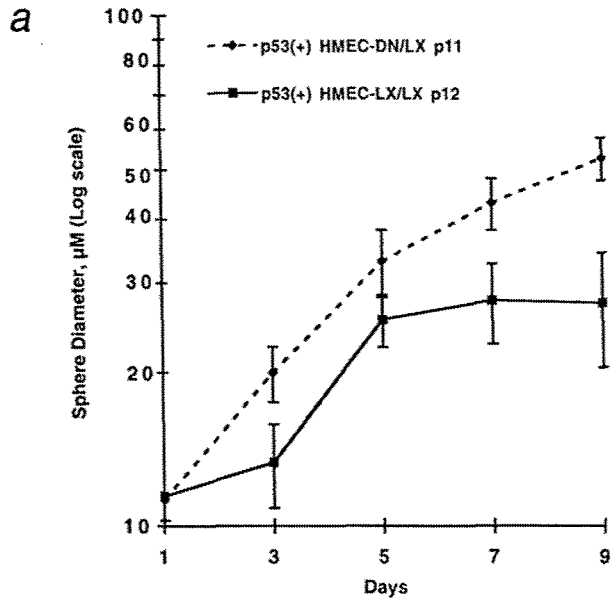 a
100
80
60
50
40
30
20
10
Sphere Diameter, µM (Log scale)
p53(+) HMEC-DN/LX p11
p53(+) HMEC-LX/LX p12
1 3 5 7 9
Days